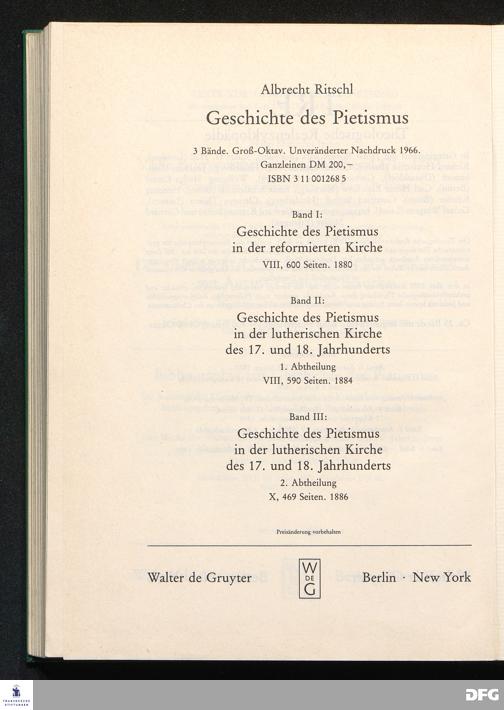 Albrecht Ritschl
Geschichte des Pietismus
3 Bände. Groß-Oktav. Unveränderter Nachdruck 1966.
Ganzleinen DM 200,–
ISBN 3 11 001268 5
Band I:
Geschichte des Pietismus
in der reformierten Kirche
VIII, 600 Seiten. 1880
Band II:
Geschichte des Pietismus
in der lutherischen Kirche
des 17. und 18. Jahrhunderts
1. Abtheilung
VIII, 590 Seiten. 1884
Band III:
Geschichte des Pietismus
in der lutherischen Kirche
des 17. und 18. Jahrhunderts
2. Abtheilung
X, 469 Seiten. 1886
Preisänderung vorbehalten
Walter de Gruyter W DE G Berlin · New York
FRANCKESCHE STIFTUNGEN
DFG